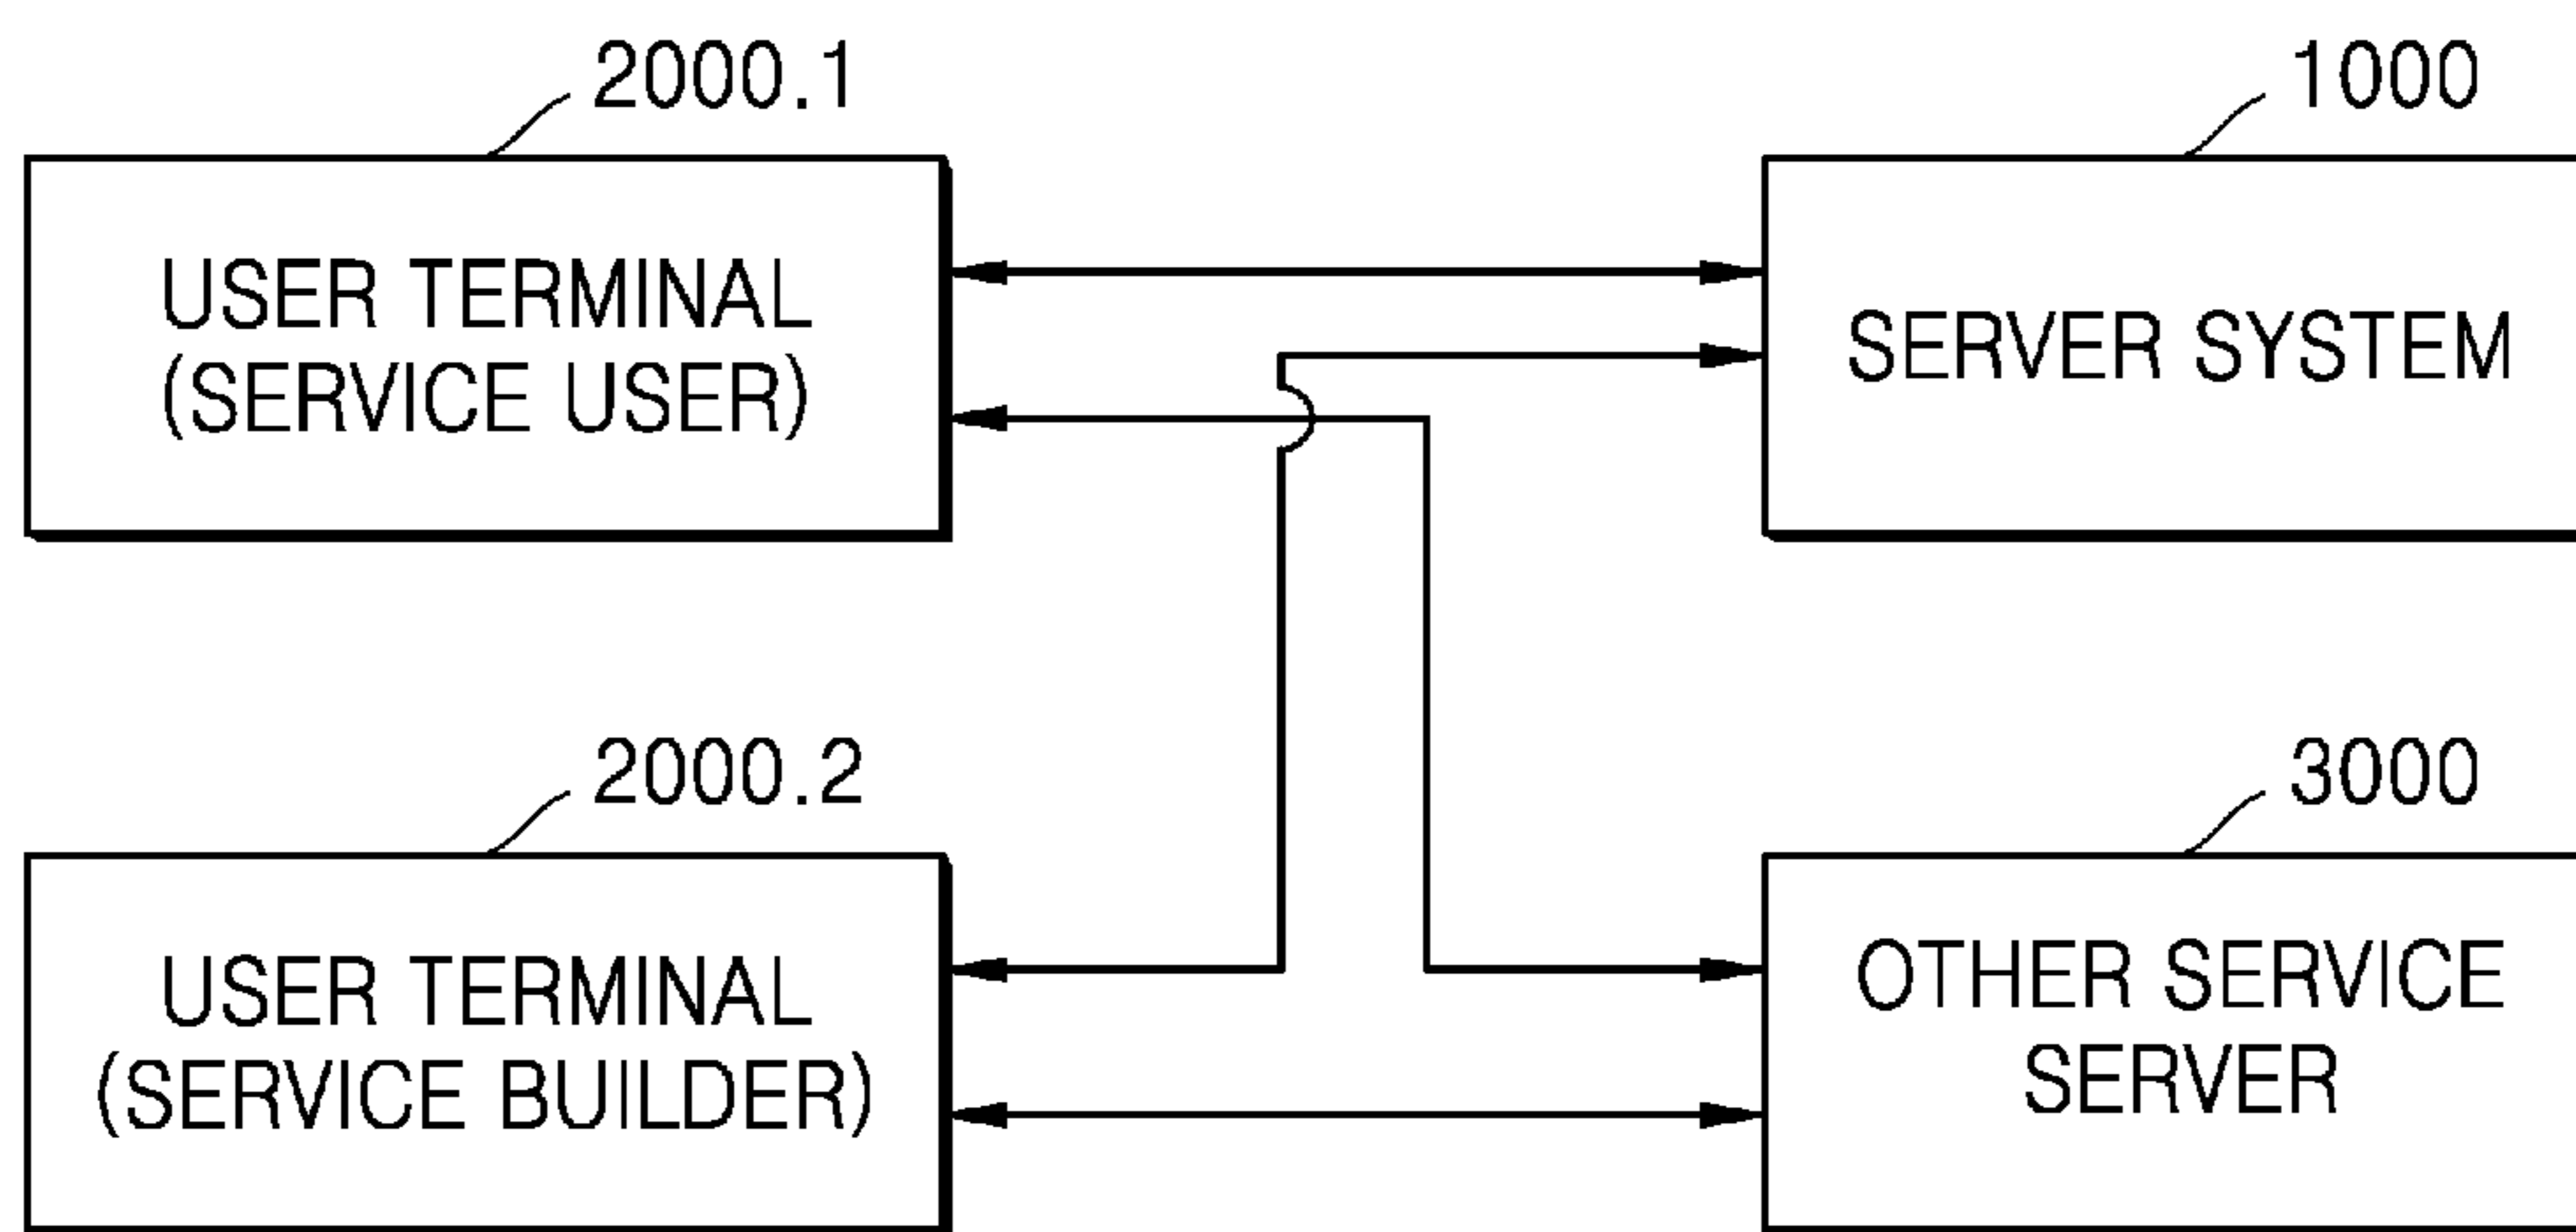 2000.1
1000
USER TERMINAL
(SERVICE USER)
SERVER SYSTEM
2000.2
3000
USER TERMINAL
(SERVICE BUILDER)
OTHER SERVICE
SERVER